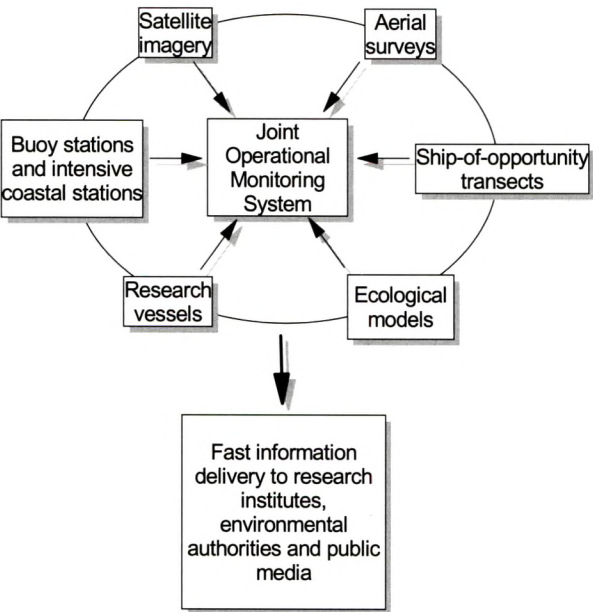 Satellite
imagery
Aerial
surveys
Buoy stations
and intensive
coastal stations
Joint
Operational
Monitoring
System
Ship-of-opportunity
transects
Research
vessels
Ecological
models
Fast information
delivery to research
institutes,
environmental
authorities and public
media